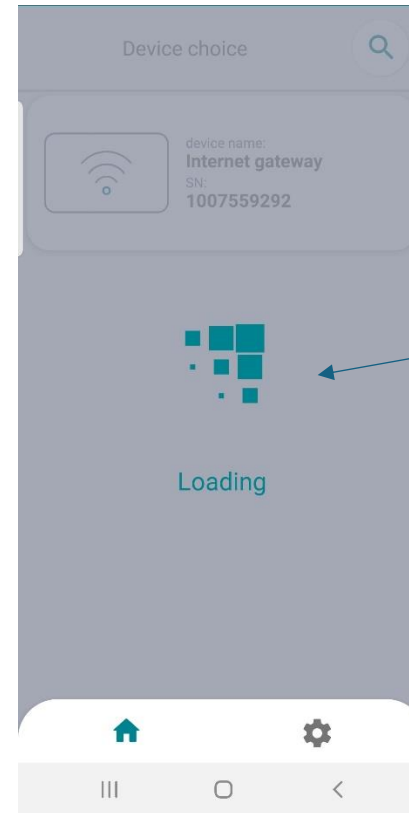 Device choice
device name:
Internet gateway
SN:
1007559292
Loading